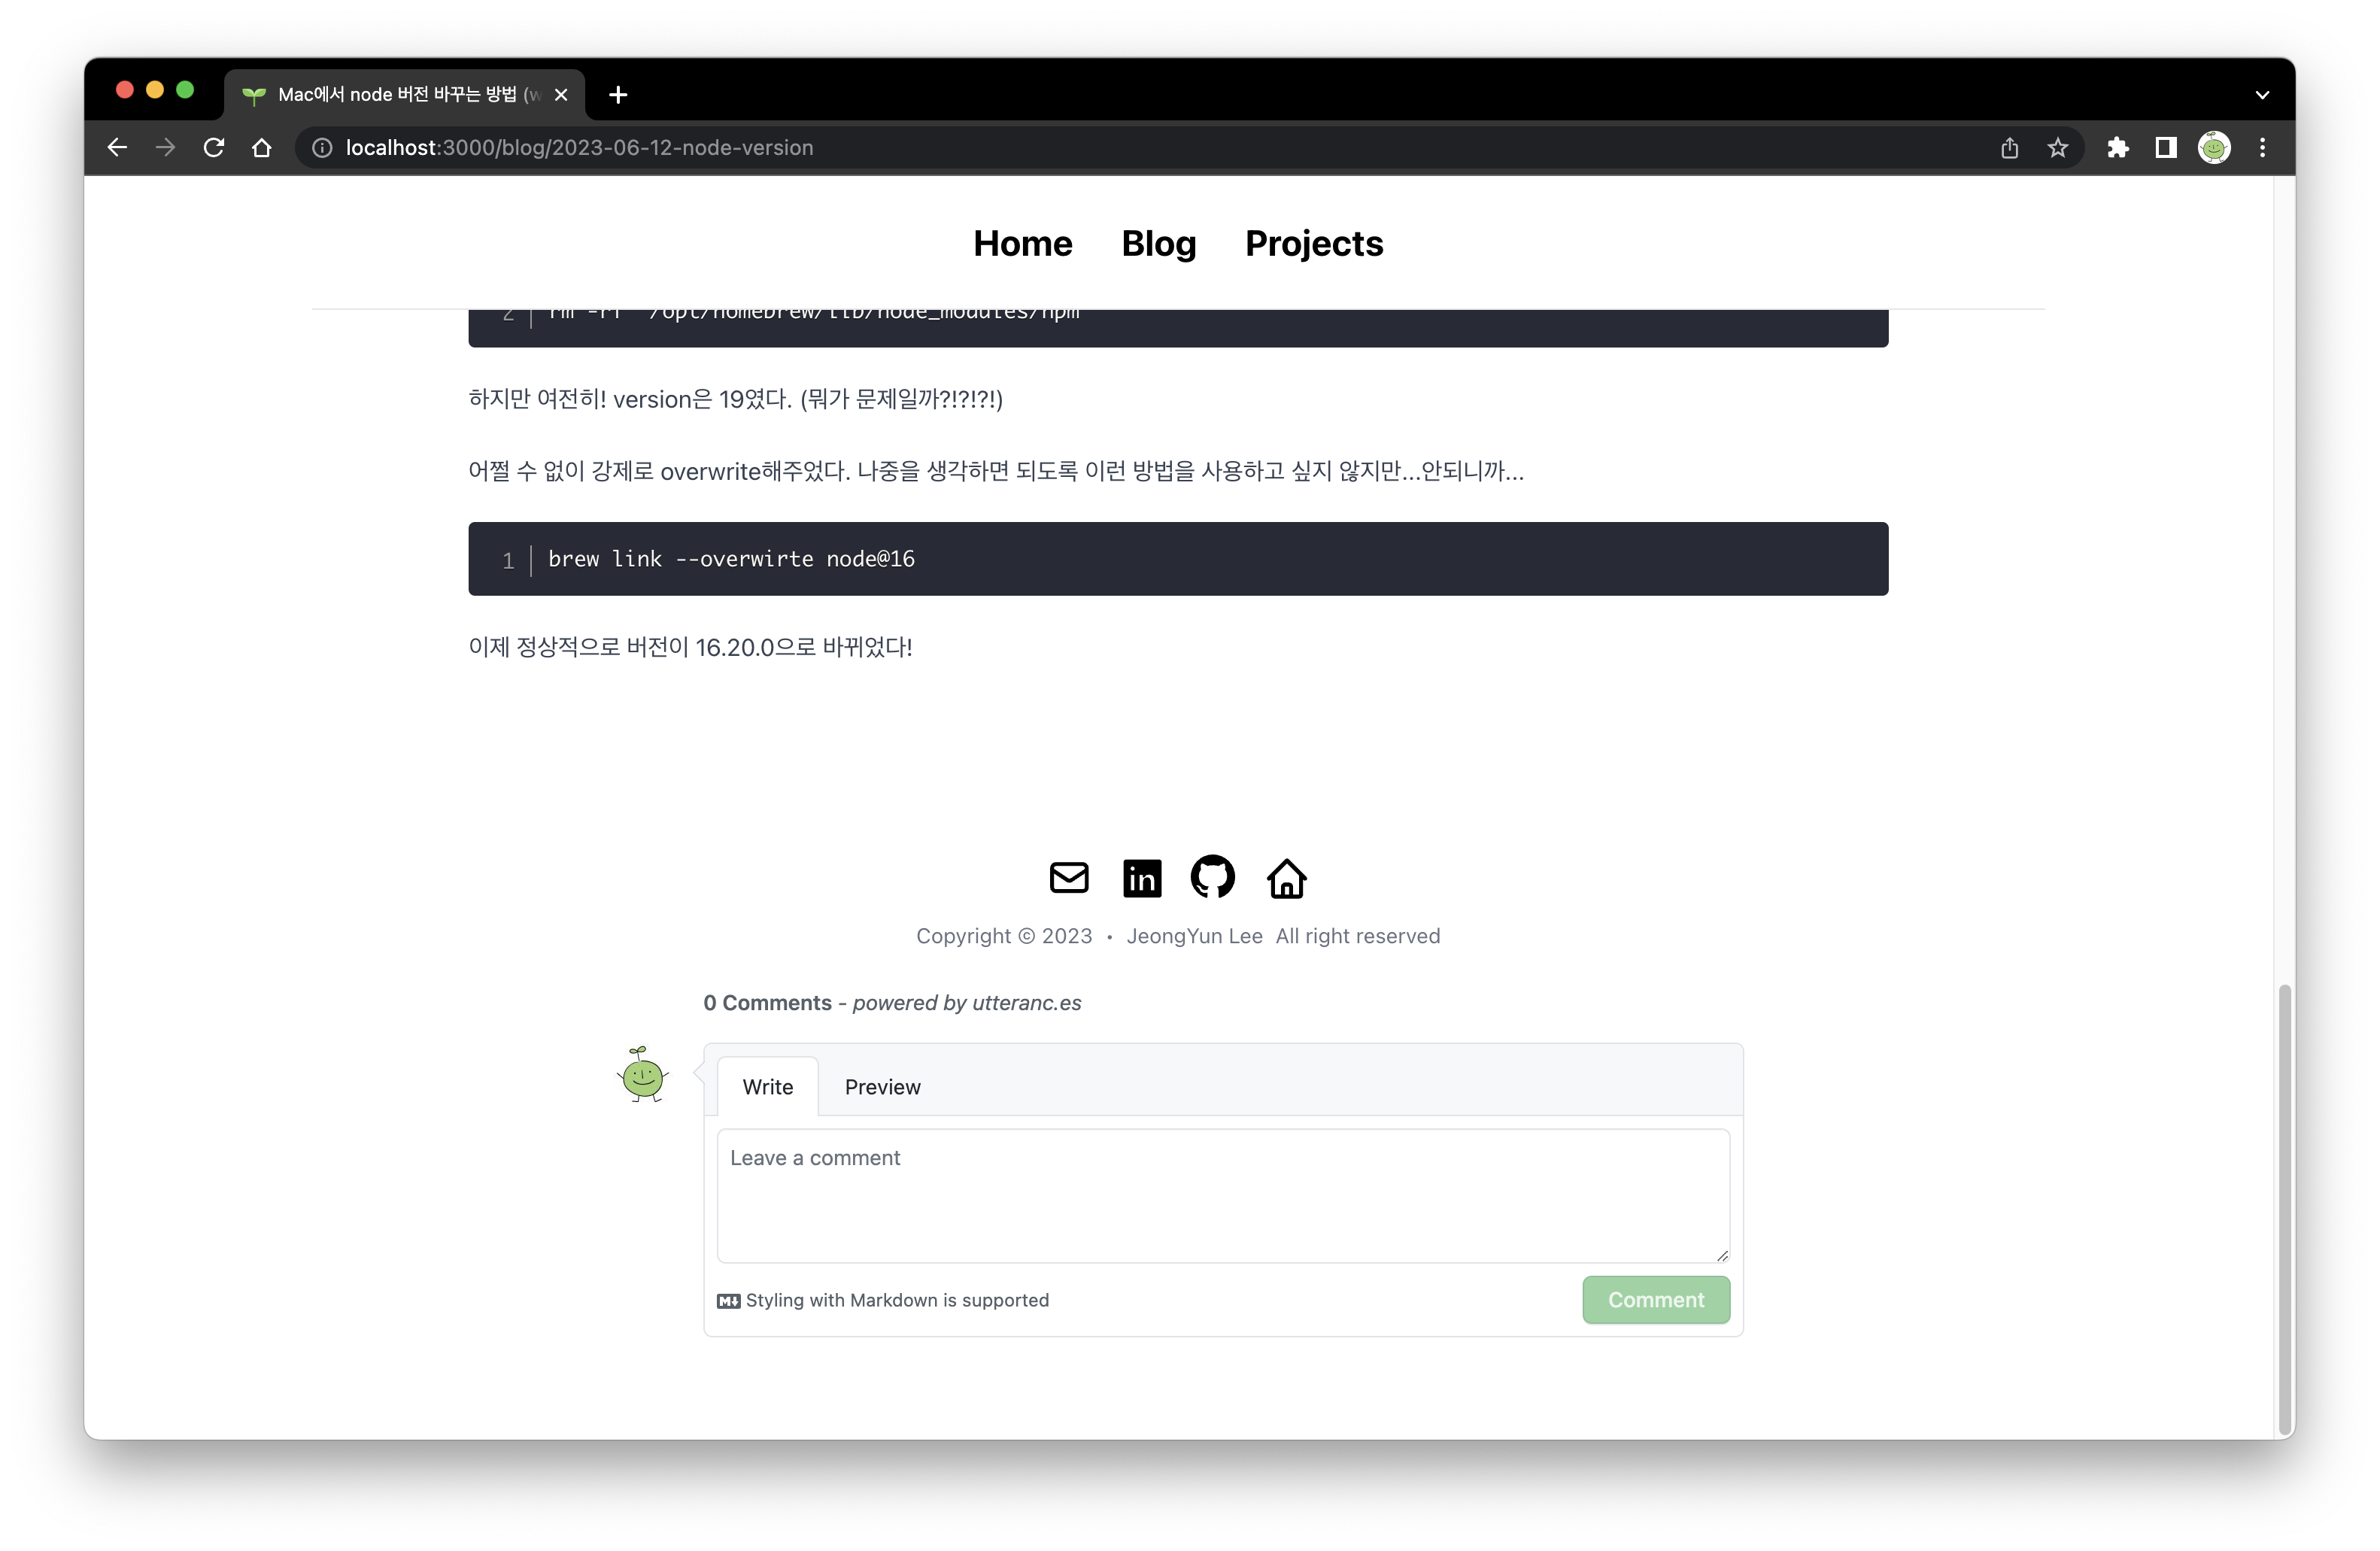 Mac에서 node 버전 바꾸는 방법 (w
localhost:3000/blog/2023-06-12-node-version
Home Blog Projects
2 rm -rf /opt/homebrew/lib/node_modules/npm
하지만 여전히! version은 19였다. (뭐가 문제일까?!?!?!)
어쩔 수 없이 강제로 overwrite해주었다. 나중을 생각하면 되도록 이런 방법을 사용하고 싶지 않지만...안되니까...
1 brew link --overwirte node@16
이제 정상적으로 버전이 16.20.0으로 바뀌었다!
in
Copyright © 2023 • JeongYun Lee All right reserved
0 Comments - powered by utteranc.es
Write Preview
Leave a comment
M Styling with Markdown is supported
Comment